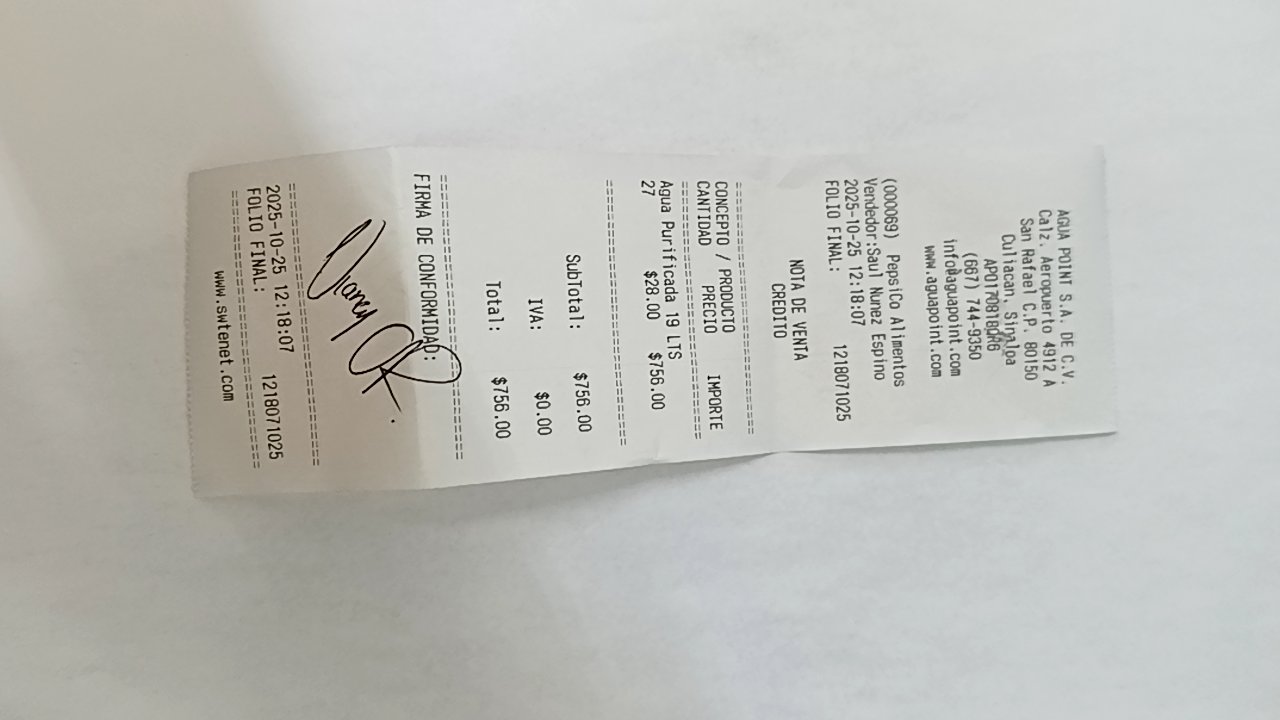 AGUA POINT S.A. DE C.V.
Calz. Aeropuerto 4912 A
San Rafael C.P. 80150
Culiacan, Sinaloa
APO170818DR6
(667) 744-9350
info@aguapoint.com
www.aguapoint.com
(000069) PepsiCo Alimentos
Vendedor:Saul Nunez Espino
2025-10-25 12:18:07
FOLIO FINAL: 1218071025
NOTA DE VENTA
CREDITO
==============================
CONCEPTO / PRODUCTO
CANTIDAD PRECIO IMPORTE
==============================
Agua Purificada 19 LTS
27 $28.00 $756.00
==============================
SubTotal: $756.00
IVA: $0.00
Total: $756.00
==============================
FIRMA DE CONFORMIDAD:
==============================
2025-10-25 12:18:07
FOLIO FINAL: 1218071025
==============================
www.swtenet.com